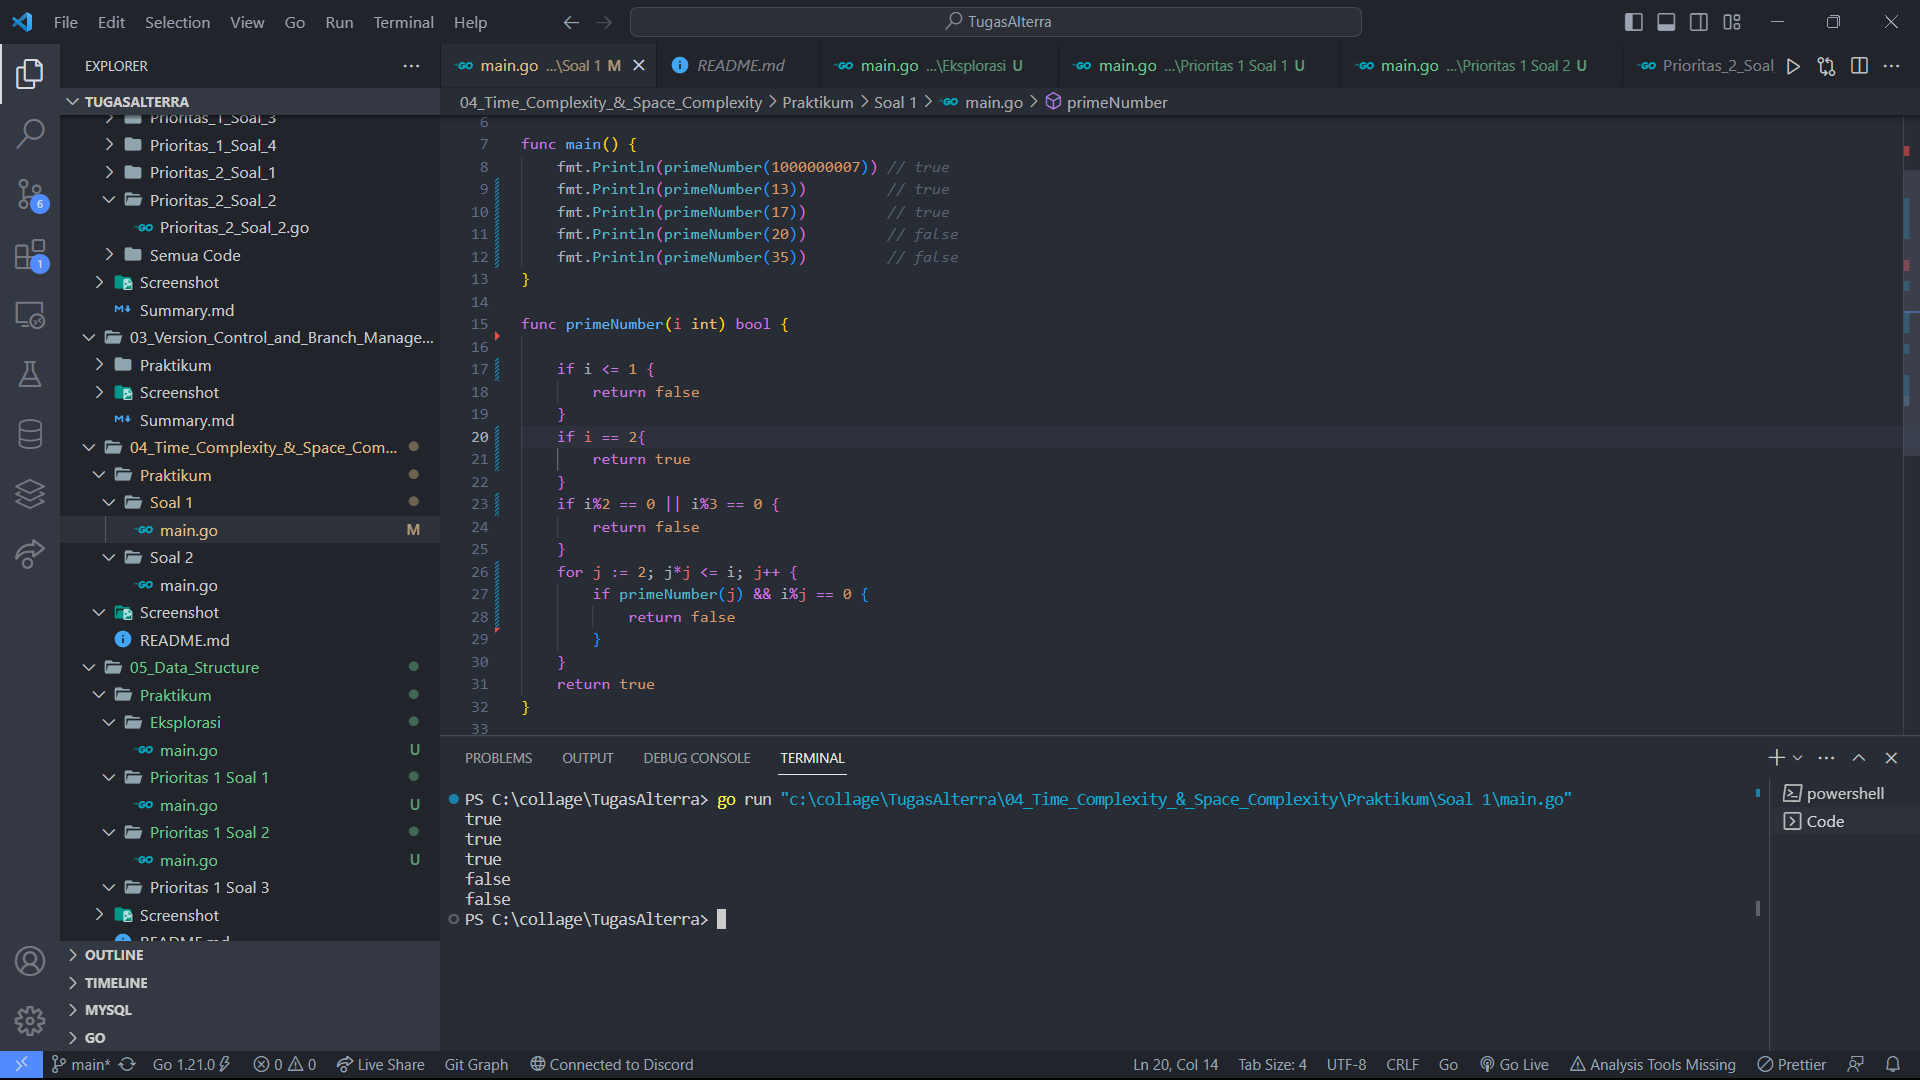 File Edit Selection View Go Run Terminal Help
TugasAlterra
EXPLORER
TUGASALTERRA
Prioritas_1_Soal_3
Prioritas_1_Soal_4
Prioritas_2_Soal_1
Prioritas_2_Soal_2
Prioritas_2_Soal_2.go
Semua Code
Screenshot
Summary.md
03_Version_Control_and_Branch_Manage...
Praktikum
Screenshot
Summary.md
04_Time_Complexity_&_Space_Com...
Praktikum
Soal 1
main.go M
Soal 2
main.go
Screenshot
README.md
05_Data_Structure
Praktikum
Eksplorasi
main.go U
Prioritas 1 Soal 1
main.go U
Prioritas 1 Soal 2
main.go U
Prioritas 1 Soal 3
Screenshot
README.md
OUTLINE
TIMELINE
MYSQL
GO
6
1
main.go ...\Soal 1 M
README.md
main.go ...\Eksplorasi U
main.go ...\Prioritas 1 Soal 1 U
main.go ...\Prioritas 1 Soal 2 U
Prioritas_2_Soal
04_Time_Complexity_&_Space_Complexity > Praktikum > Soal 1 > main.go > primeNumber
6
7 func main() {
8 fmt.Println(primeNumber(1000000007)) // true
9 fmt.Println(primeNumber(13)) // true
10 fmt.Println(primeNumber(17)) // true
11 fmt.Println(primeNumber(20)) // false
12 fmt.Println(primeNumber(35)) // false
13 }
14
15 func primeNumber(i int) bool {
16
17 if i <= 1 {
18 return false
19 }
20 if i == 2{
21 return true
22 }
23 if i%2 == 0 || i%3 == 0 {
24 return false
25 }
26 for j := 2; j*j <= i; j++ {
27 if primeNumber(j) && i%j == 0 {
28 return false
29 }
30 }
31 return true
32 }
33
PROBLEMS OUTPUT DEBUG CONSOLE TERMINAL
PS C:\collage\TugasAlterra> go run "c:\collage\TugasAlterra\04_Time_Complexity_&_Space_Complexity\Praktikum\Soal 1\main.go"
true
true
true
false
false
PS C:\collage\TugasAlterra>
powershell
Code
main* Go 1.21.0 0 0 Live Share Git Graph Connected to Discord
Ln 20, Col 14 Tab Size: 4 UTF-8 CRLF Go Go Live Analysis Tools Missing Prettier